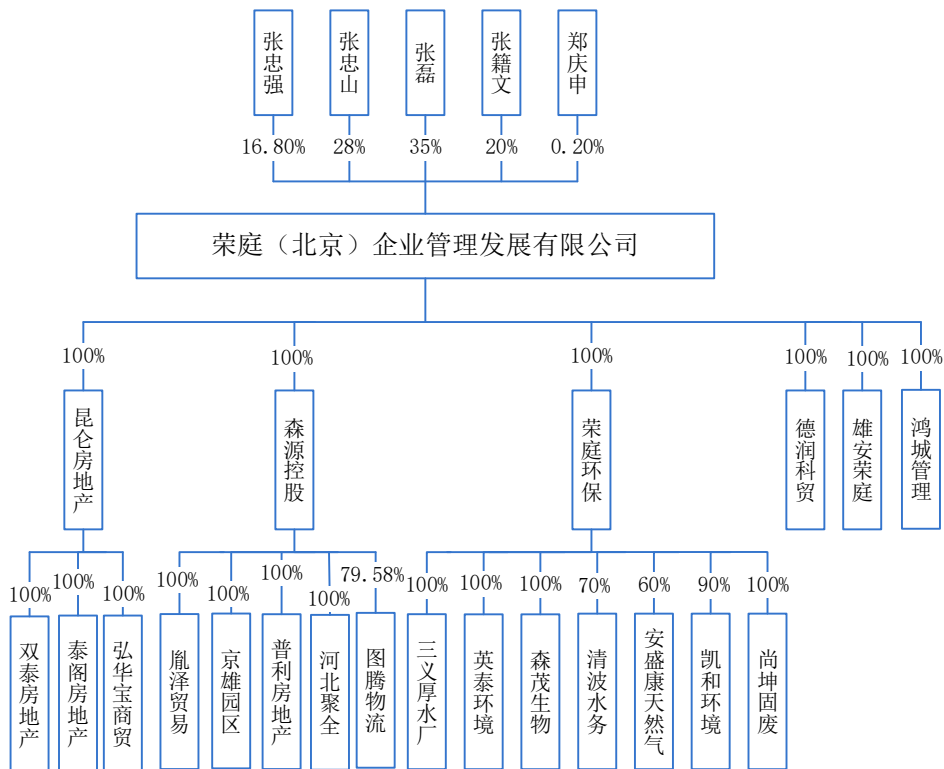 张忠强
张忠山
张磊
张籍文
郑庆申
16.80%
28%
35%
20%
0.20%
荣庭（北京）企业管理发展有限公司
100%
100%
100%
100%
100%
100%
昆仑房地产
森源控股
荣庭环保
德润科贸
雄安荣庭
鸿城管理
100%
100%
100%
100%
100%
100%
100%
79.58%
100%
100%
100%
70%
60%
90%
100%
双泰房地产
泰阁房地产
弘华宝商贸
胤泽贸易
京雄园区
普利房地产
河北聚全
图腾物流
三义厚水厂
英泰环境
森茂生物
清波水务
安盛康天然气
凯和环境
尚坤固废